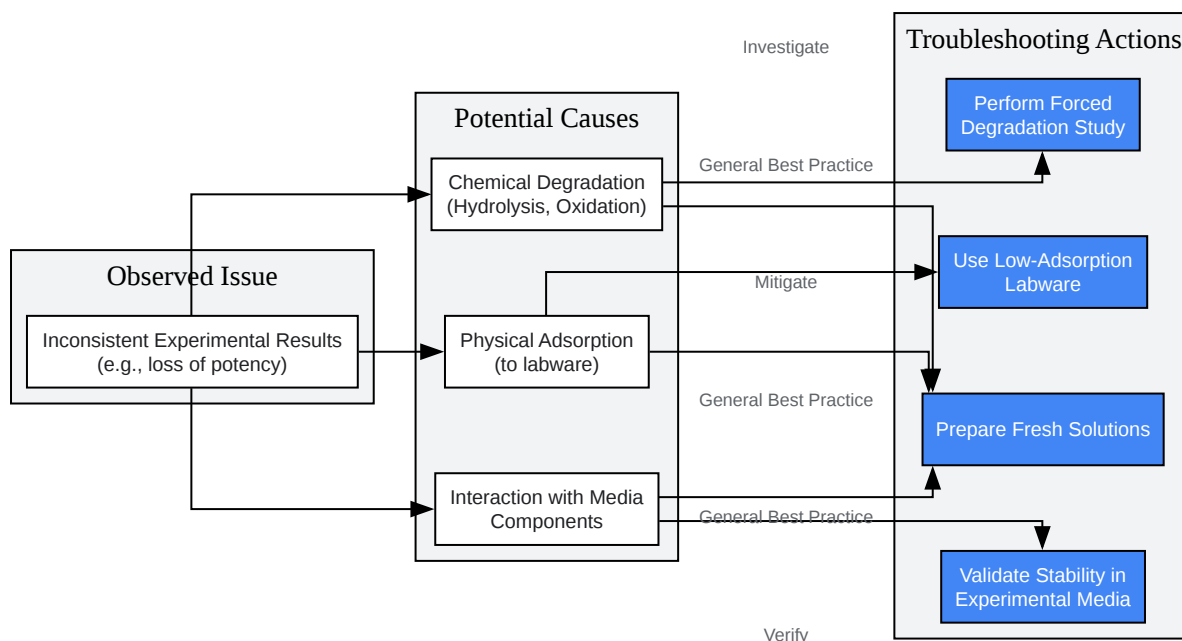 Observed Issue
Inconsistent Experimental Results
(e.g., loss of potency)
Potential Causes
Chemical Degradation
(Hydrolysis, Oxidation)
Physical Adsorption
(to labware)
Interaction with Media
Components
Investigate
General Best Practice
Mitigate
General Best Practice
General Best Practice
Verify
Troubleshooting Actions
Perform Forced
Degradation Study
Use Low-Adsorption
Labware
Prepare Fresh Solutions
Validate Stability in
Experimental Media